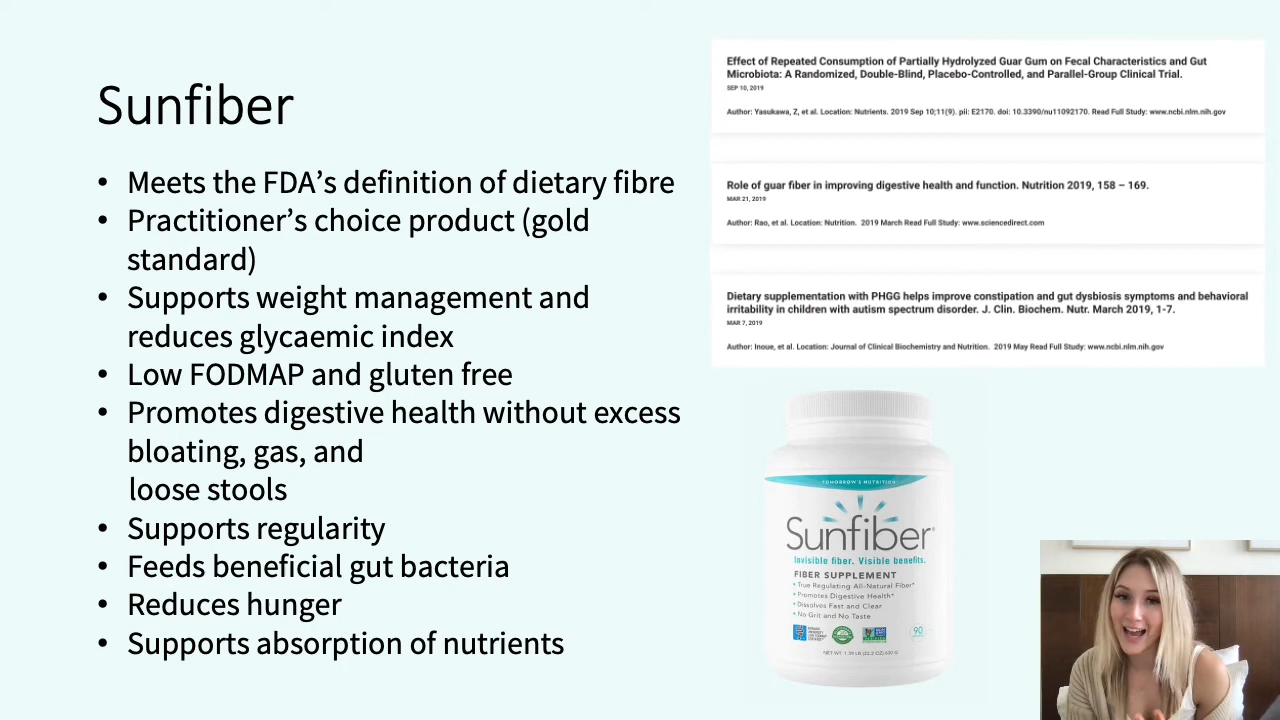 Sunfiber
• Meets the FDA’s definition of dietary fibre
• Practitioner’s choice product (gold
standard)
• Supports weight management and
reduces glycaemic index
• Low FODMAP and gluten free
• Promotes digestive health without excess
bloating, gas, and
loose stools
• Supports regularity
• Feeds beneficial gut bacteria
• Reduces hunger
• Supports absorption of nutrients
Effect of Repeated Consumption of Partially Hydrolyzed Guar Gum on Fecal Characteristics and Gut
Microbiota: A Randomized, Double-Blind, Placebo-Controlled, and Parallel-Group Clinical Trial.
SEP 10, 2019
Author: Yasukawa, Z, et al. Location: Nutrients. 2019 Sep 10;11(9). pii: E2170. doi: 10.3390/nu11092170. Read Full Study: www.ncbi.nlm.nih.gov
Role of guar fiber in improving digestive health and function. Nutrition 2019, 158 – 169.
MAR 21, 2019
Author: Rao, et al. Location: Nutrition. 2019 March Read Full Study: www.sciencedirect.com
Dietary supplementation with PHGG helps improve constipation and gut dysbiosis symptoms and behavioral
irritability in children with autism spectrum disorder. J. Clin. Biochem. Nutr. March 2019, 1-7.
MAR 7, 2019
Author: Inoue, et al. Location: Journal of Clinical Biochemistry and Nutrition. 2019 May Read Full Study: www.ncbi.nlm.nih.gov
TOMORROW'S NUTRITION
Sunfiber®
Invisible fiber. Visible benefits.
FIBER SUPPLEMENT
• True Regulating All-Natural Fiber*
• Promotes Digestive Health*
• Dissolves Fast and Clear
• No Grit and No Taste
90